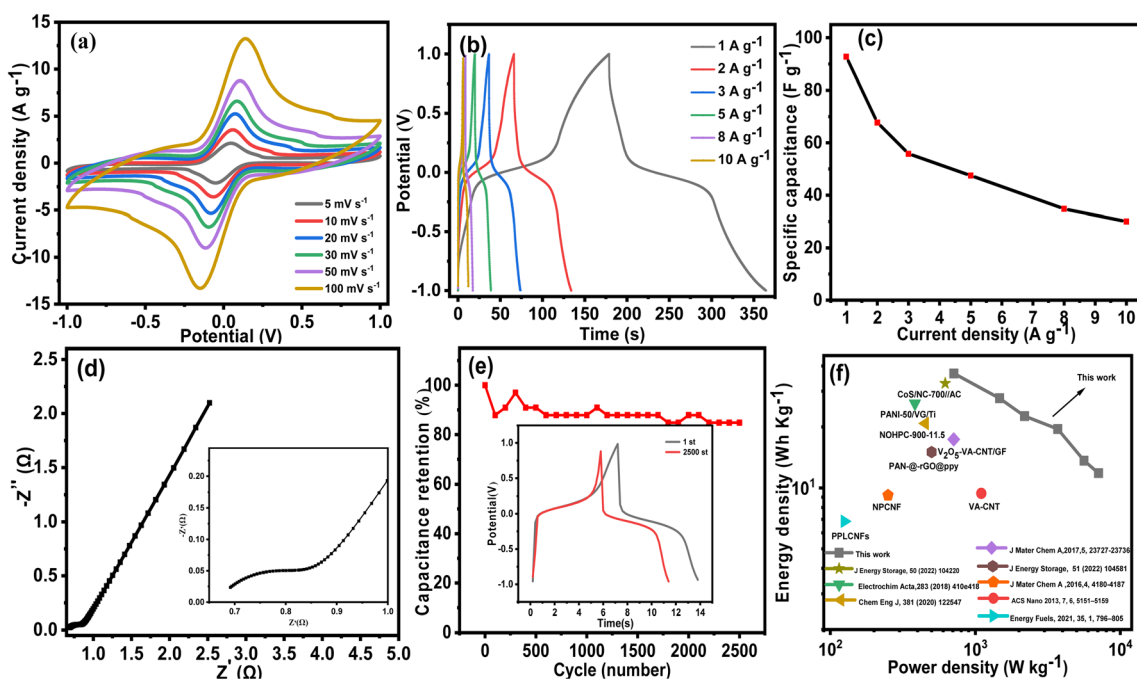 (a)
Current density (A g⁻¹)
15
10
5
0
-5
-10
-15
5 mV s⁻¹
10 mV s⁻¹
20 mV s⁻¹
30 mV s⁻¹
50 mV s⁻¹
100 mV s⁻¹
-1.0 -0.5 0.0 0.5 1.0
Potential (V)
(b)
Potential (V)
1.0
0.5
0.0
-0.5
-1.0
1 A g-¹
2 A g-¹
3 A g-¹
5 A g-¹
8 A g-¹
10 A g-¹
0 50 100 150 200 250 300 350
Time (s)
(c)
Specific capacitance (F g⁻¹)
100
80
60
40
20
0
1 2 3 4 5 6 7 8 9 10
Current density (A g⁻¹)
(d)
-Z'' (Ω)
2.5
2.0
1.5
1.0
0.5
0.0
1.0 1.5 2.0 2.5 3.0 3.5 4.0 4.5 5.0
Z' (Ω)
0.25
0.20
0.15
0.10
0.05
0.00
0.7 0.8 0.9 1.0
(e)
Capacitance retention (%)
120
100
80
60
40
20
0
0 500 1000 1500 2000 2500
Cycle (number)
Potential(V)
1.0
0.5
0.0
-0.5
-1.0
1 st
2500 st
0 2 4 6 8 10 12 14
Time(s)
(f)
Energy density (Wh Kg⁻¹)
10¹
This work
CoS/NC-700//AC
PANI-50/VG/Ti
NOHPC-900-11.5
V₂O₅-VA-CNT/GF
PAN-@-rGO@ppy
NPCNF
VA-CNT
PPLCNFs
This work
J Energy Storage, 50 (2022) 104220
Electrochim Acta,283 (2018) 410e418
Chem Eng J, 381 (2020) 122547
J Mater Chem A,2017,5, 23727-23736
J Energy Storage, 51 (2022) 104581
J Mater Chem A ,2016,4, 4180-4187
ACS Nano 2013, 7, 6, 5151–5159
Energy Fuels, 2021, 35, 1, 796–805
10² 10³ 10⁴
Power density (W kg⁻¹)